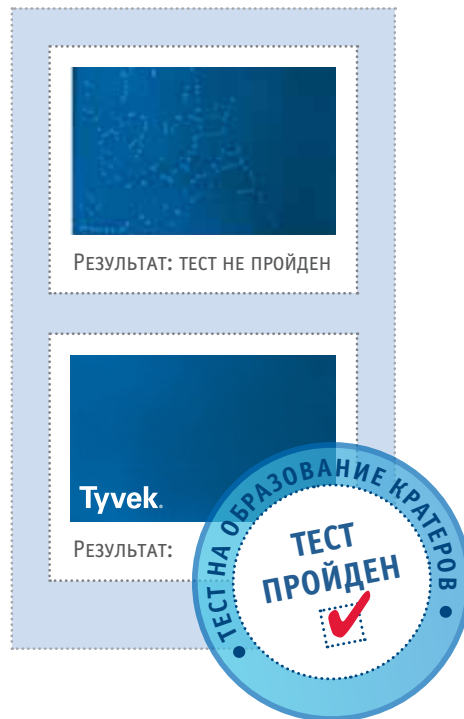 Результат: тест не пройден
Tyvek.
Результат:
• ТЕСТ НА ОБРАЗОВАНИЕ КРАТЕРОВ •
ТЕСТ
ПРОЙДЕН